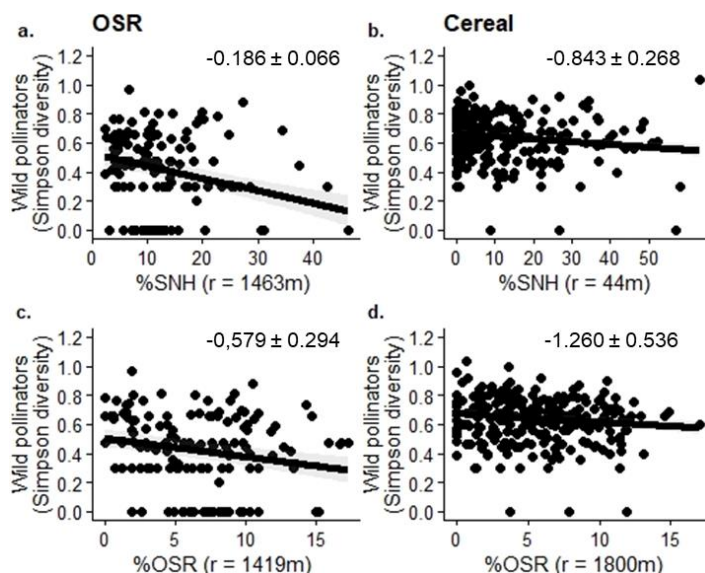 OSR
Cereal
a.
-0.186 ± 0.066
1.2
1.0
0.8
0.6
0.4
0.2
0.0
Wild pollinators
(Simpson diversity)
0 10 20 30 40
%SNH (r = 1463m)
b.
-0.843 ± 0.268
1.2
1.0
0.8
0.6
0.4
0.2
0.0
Wild pollinators
(Simpson diversity)
0 10 20 30 40 50
%SNH (r = 44m)
c.
-0,579 ± 0.294
1.2
1.0
0.8
0.6
0.4
0.2
0.0
Wild pollinators
(Simpson diversity)
0 5 10 15
%OSR (r = 1419m)
d.
-1.260 ± 0.536
1.2
1.0
0.8
0.6
0.4
0.2
0.0
Wild pollinators
(Simpson diversity)
0 5 10 15
%OSR (r = 1800m)